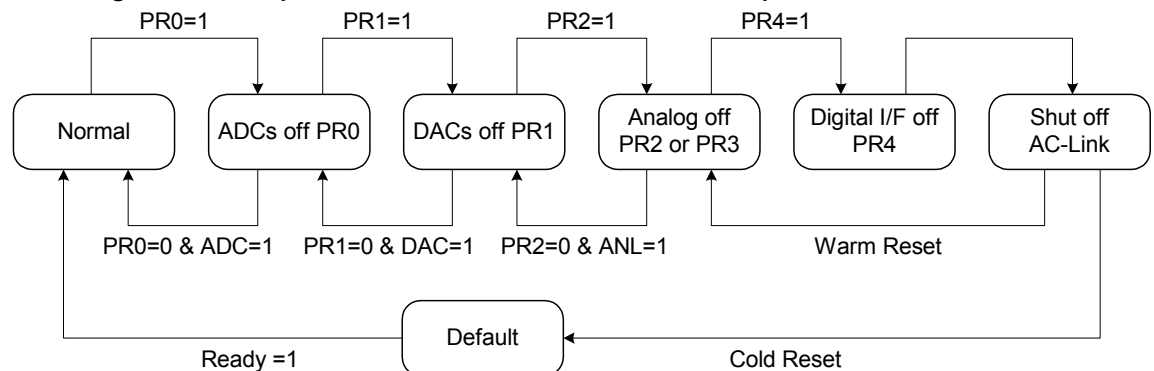 PR0=1
PR1=1
PR2=1
PR4=1
Normal
ADCs off PR0
DACs off PR1
Analog off
PR2 or PR3
Digital I/F off
PR4
Shut off
AC-Link
PR0=0 & ADC=1
PR1=0 & DAC=1
PR2=0 & ANL=1
Warm Reset
Default
Ready =1
Cold Reset